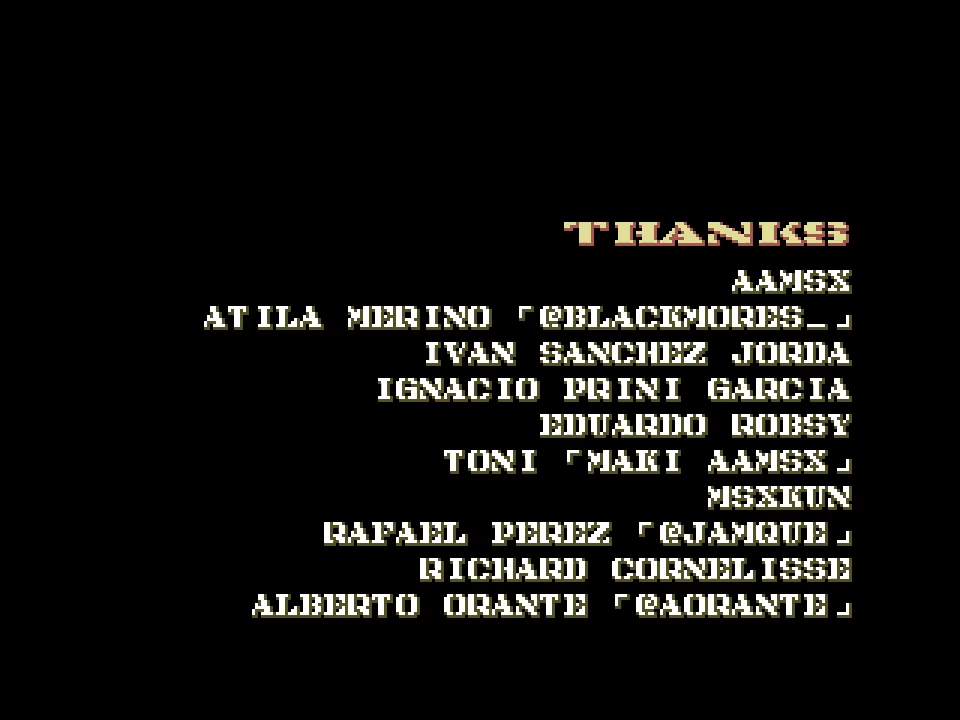 THANKS
AAMSX
ATILA MERINO 「@BLACKMORES_」
IVAN SANCHEZ JORDA
IGNACIO PRINI GARCIA
EDUARDO ROBSY
TONI 「MAKI AAMSX」
MSXKUN
RAFAEL PEREZ 「@JAMQUE」
RICHARD CORNELISSE
ALBERTO ORANTE 「@AORANTE」